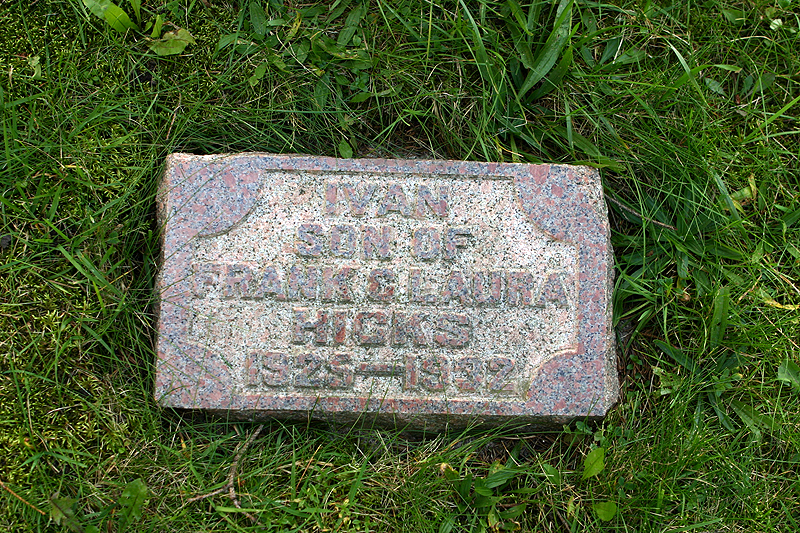 IVAN
SON OF
FRANK & LAURA
HICKS
1925—1932